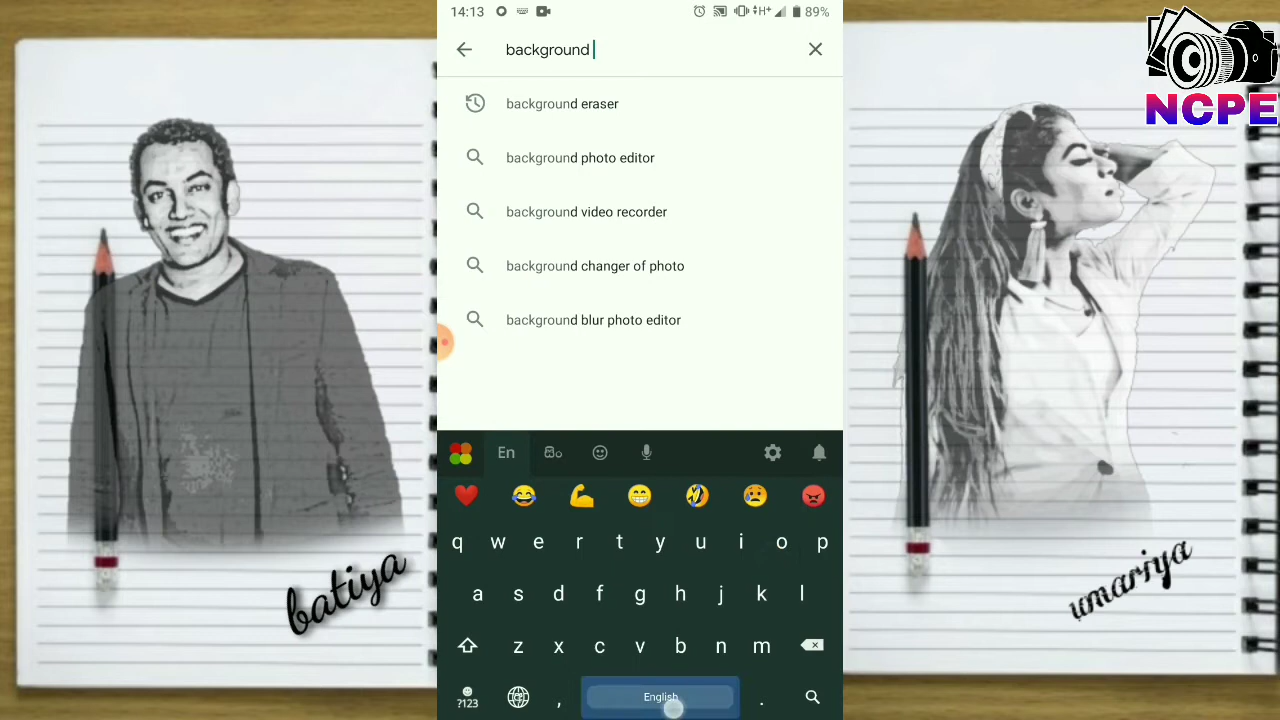 14:13
H+
89%
background
background eraser
background photo editor
background video recorder
background changer of photo
background blur photo editor
En
q w e r t y u i o p
a s d f g h j k l
z x c v b n m
?123 , English .
batiya
umariya
NCPE